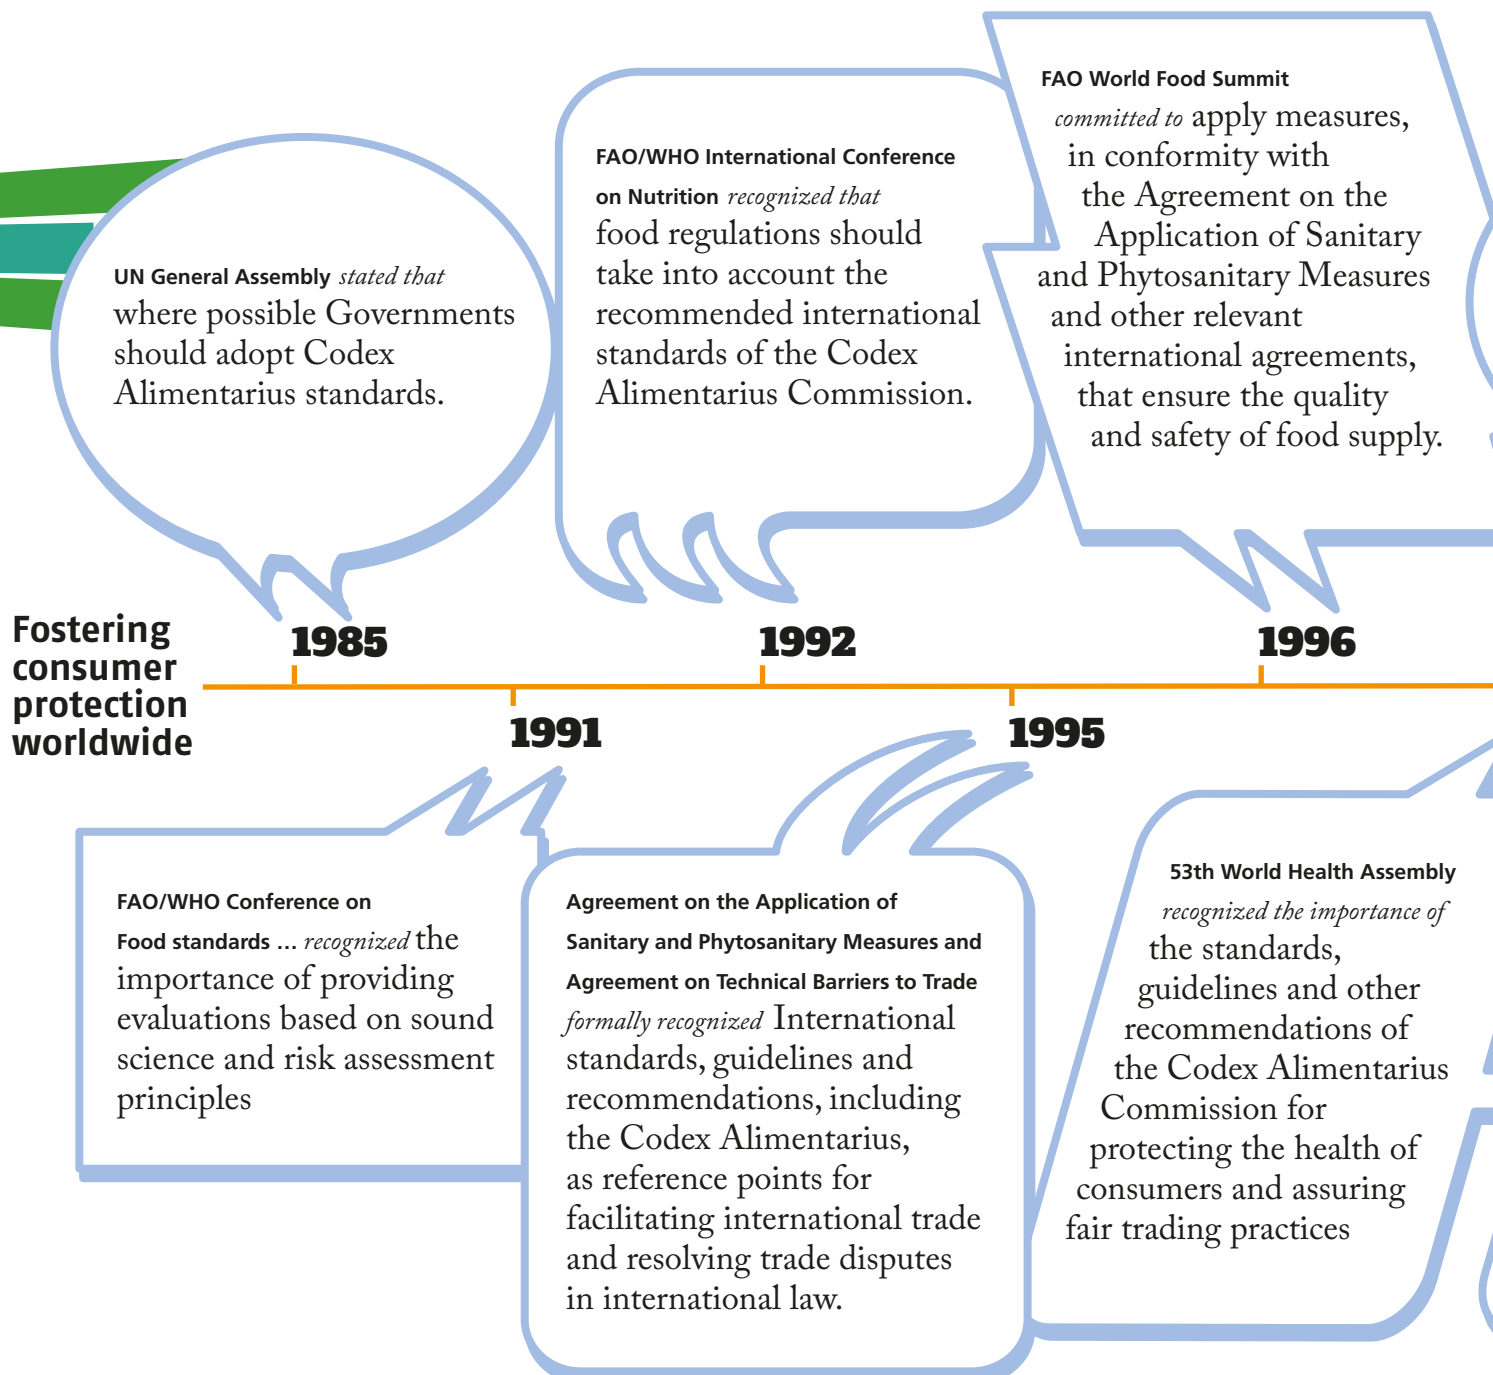 FAO World Food Summit
committed to apply measures,
in conformity with
the Agreement on the
Application of Sanitary
and Phytosanitary Measures
and other relevant
international agreements,
that ensure the quality
and safety of food supply.
FAO/WHO International Conference
on Nutrition recognized that
food regulations should
take into account the
recommended international
standards of the Codex
Alimentarius Commission.
UN General Assembly stated that
where possible Governments
should adopt Codex
Alimentarius standards.
Fostering
consumer
protection
worldwide
1985
1992
1996
1991
1995
FAO/WHO Conference on
Food standards ... recognized the
importance of providing
evaluations based on sound
science and risk assessment
principles
Agreement on the Application of
Sanitary and Phytosanitary Measures and
Agreement on Technical Barriers to Trade
formally recognized International
standards, guidelines and
recommendations, including
the Codex Alimentarius,
as reference points for
facilitating international trade
and resolving trade disputes
in international law.
53th World Health Assembly
recognized the importance of
the standards,
guidelines and other
recommendations of
the Codex Alimentarius
Commission for
protecting the health of
consumers and assuring
fair trading practices